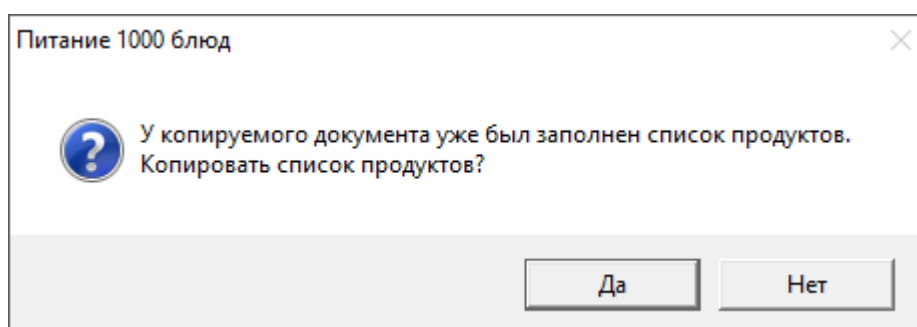 Питание 1000 блюд
У копируемого документа уже был заполнен список продуктов.
Копировать список продуктов?
Да
Нет